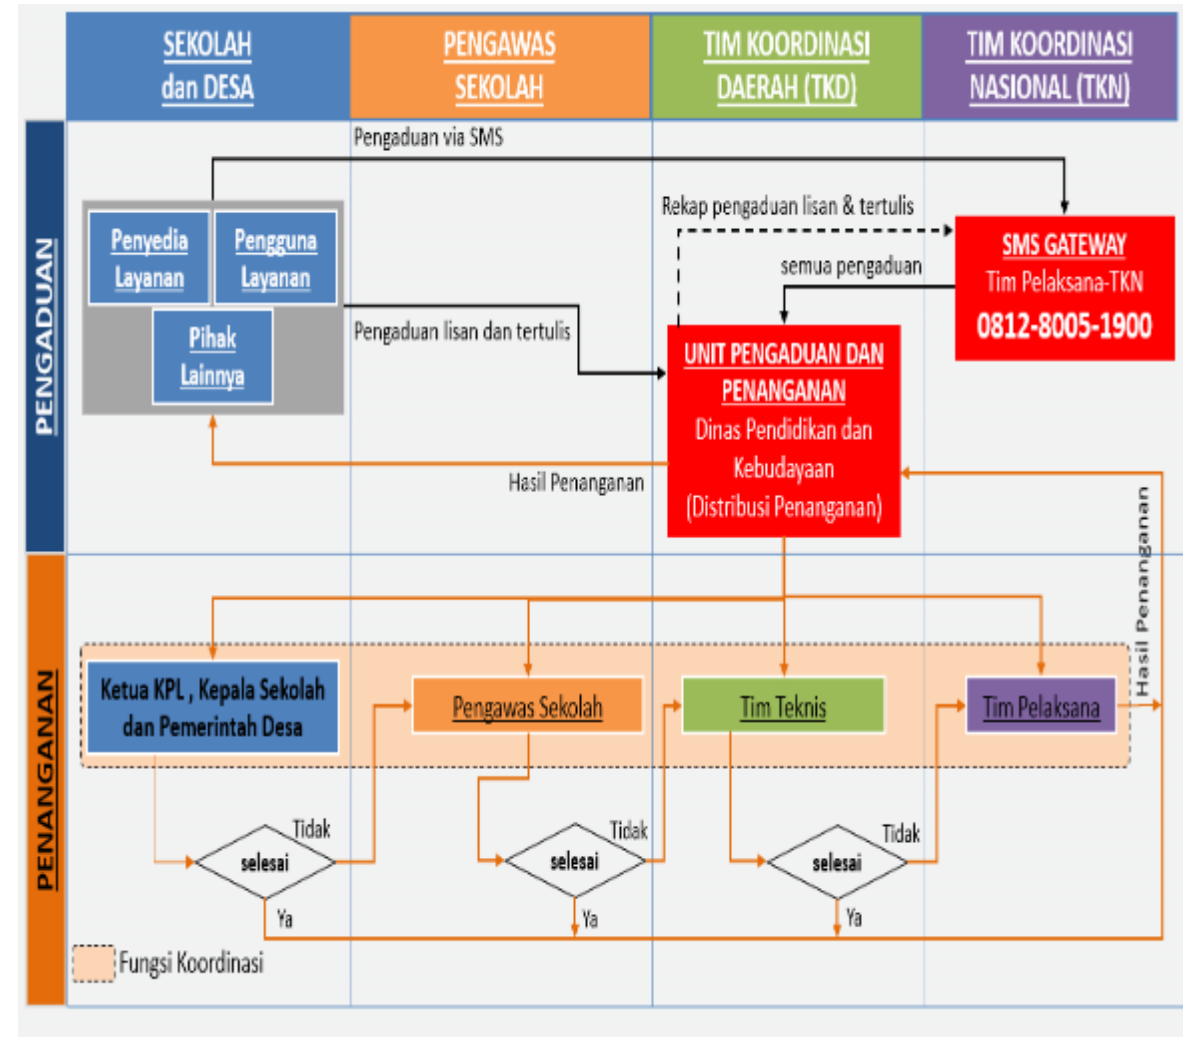 SEKOLAH
dan DESA
PENGAWAS
SEKOLAH
TIM KOORDINASI
DAERAH (TKD)
TIM KOORDINASI
NASIONAL (TKN)
PENGADUAN
Pengaduan via SMS
Penyedia
Layanan
Pengguna
Layanan
Pihak
Lainnya
Rekap pengaduan lisan & tertulis
semua pengaduan
SMS GATEWAY
Tim Pelaksana-TKN
0812-8005-1900
Pengaduan lisan dan tertulis
UNIT PENGADUAN DAN
PENANGANAN
Dinas Pendidikan dan
Kebudayaan
(Distribusi Penanganan)
Hasil Penanganan
Hasil Penanganan
PENANGANAN
Ketua KPL , Kepala Sekolah
dan Pemerintah Desa
Pengawas Sekolah
Tim Teknis
Tim Pelaksana
Tidak
selesai
Ya
Tidak
selesai
Ya
Tidak
selesai
Ya
Fungsi Koordinasi